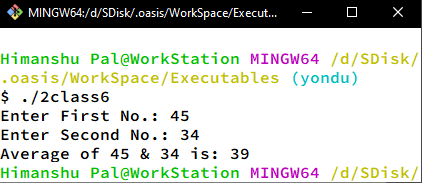 MINGW64:/d/SDisk/.oasis/WorkSpace/Execut...
Himanshu Pal@WorkStation MINGW64 /d/SDisk/
.oasis/WorkSpace/Executables (yondu)
$ ./2class6
Enter First No.: 45
Enter Second No.: 34
Average of 45 & 34 is: 39
Himanshu Pal@WorkStation MINGW64 /d/SDisk/